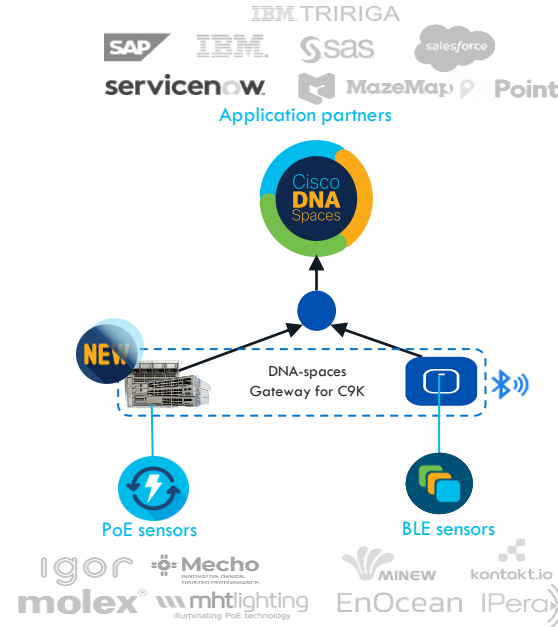 IBM. TRIRIGA
SAP IBM. sas salesforce
servicenow MazeMap Point
Application partners
Cisco
DNA
Spaces
NEW
DNA-spaces
Gateway for C9K
PoE sensors BLE sensors
igor Mecho
INNOVATIVE DESIGN.
TRUSTED PERFORMANCE.
MINEW kontakt.io
molex® mhtlighting
illuminating PoE technology
EnOcean IPera